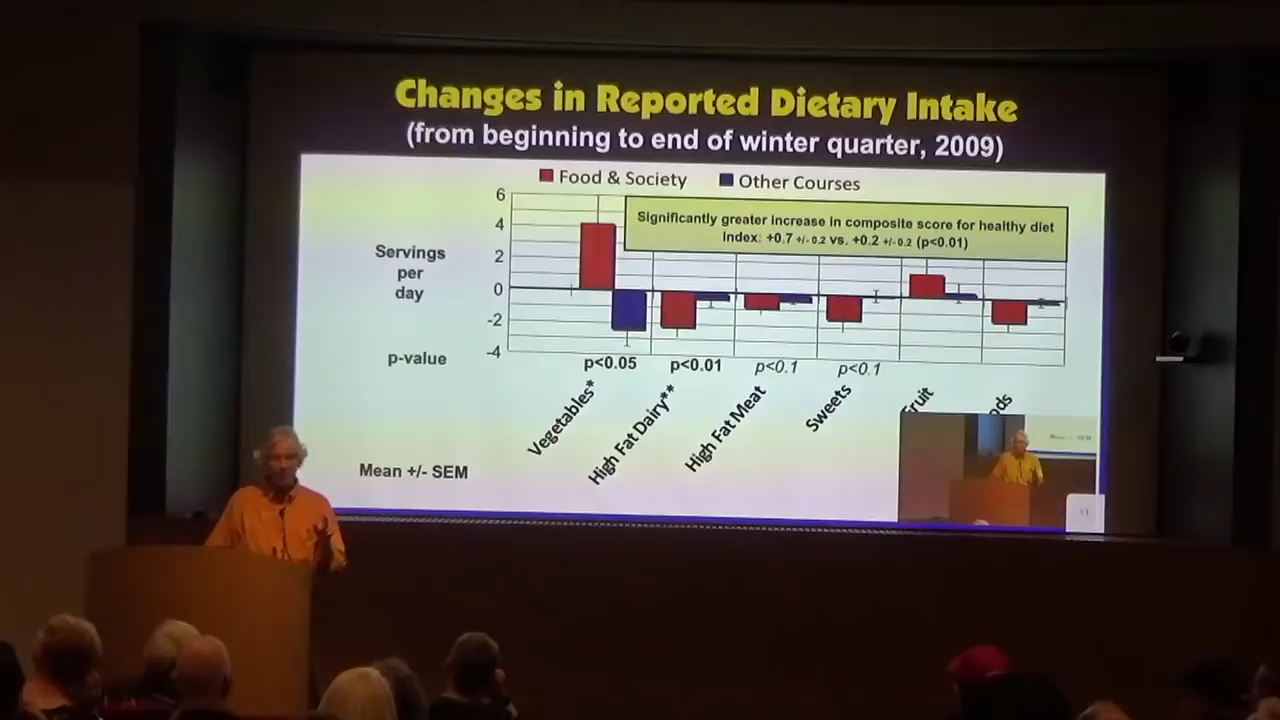 Changes in Reported Dietary Intake
(from beginning to end of winter quarter, 2009)
Food & Society
Other Courses
Significantly greater increase in composite score for healthy diet
index: +0.7 +/- 0.2 vs. +0.2 +/- 0.2 (p<0.01)
Servings
per
day
6
4
2
0
-2
-4
p-value
p<0.05
p<0.01
p<0.1
p<0.1
Vegetables*
High Fat Dairy**
High Fat Meat
Sweets
Fruit
ods
Mean +/- SEM